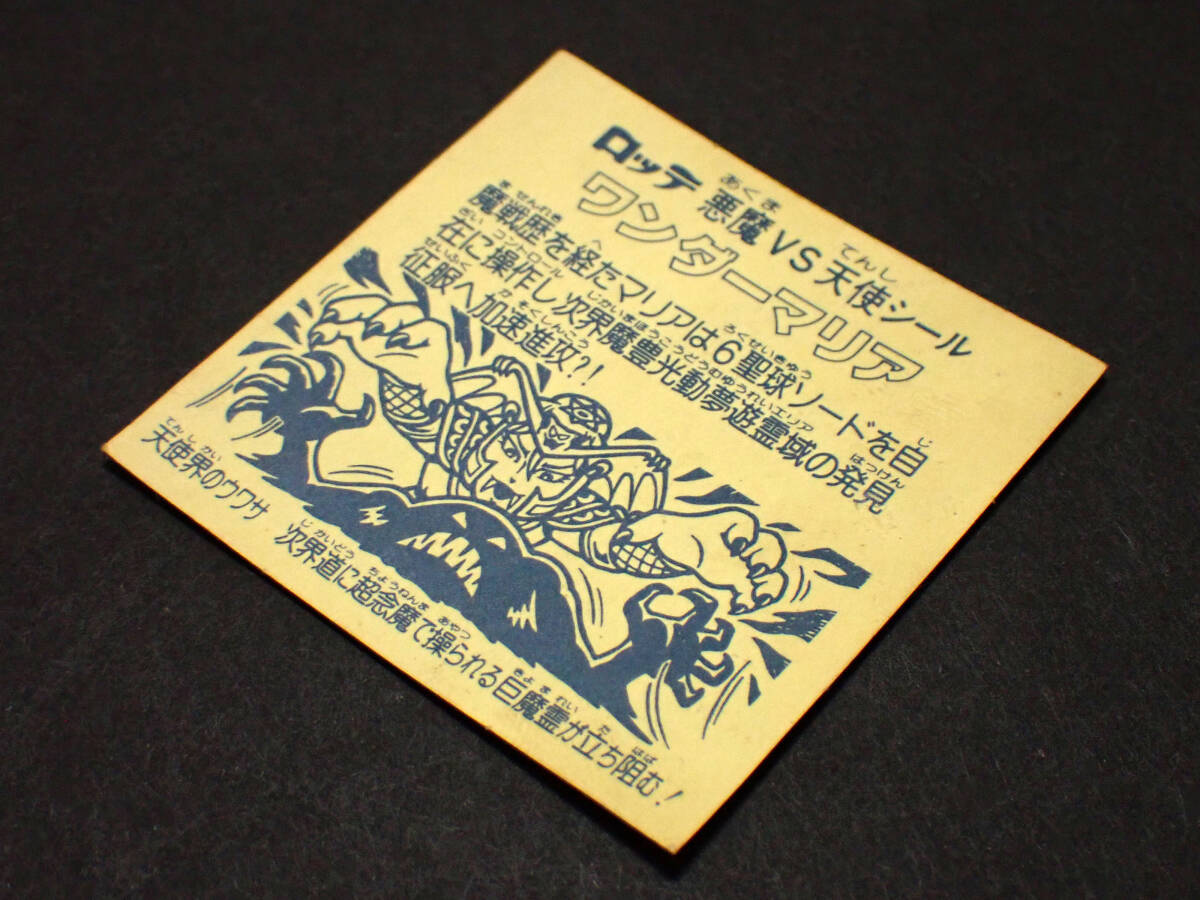 ロッテ 悪魔VS天使シール
ワンダーマリア
魔戦歴を経たマリアは6聖球ソードを自
在に操作し次界魔豊光動夢遊霊域の発見
征服へ加速進攻?!
天使界のウワサ
次界道に超念魔で操られる巨魔霊が立ち阻む!